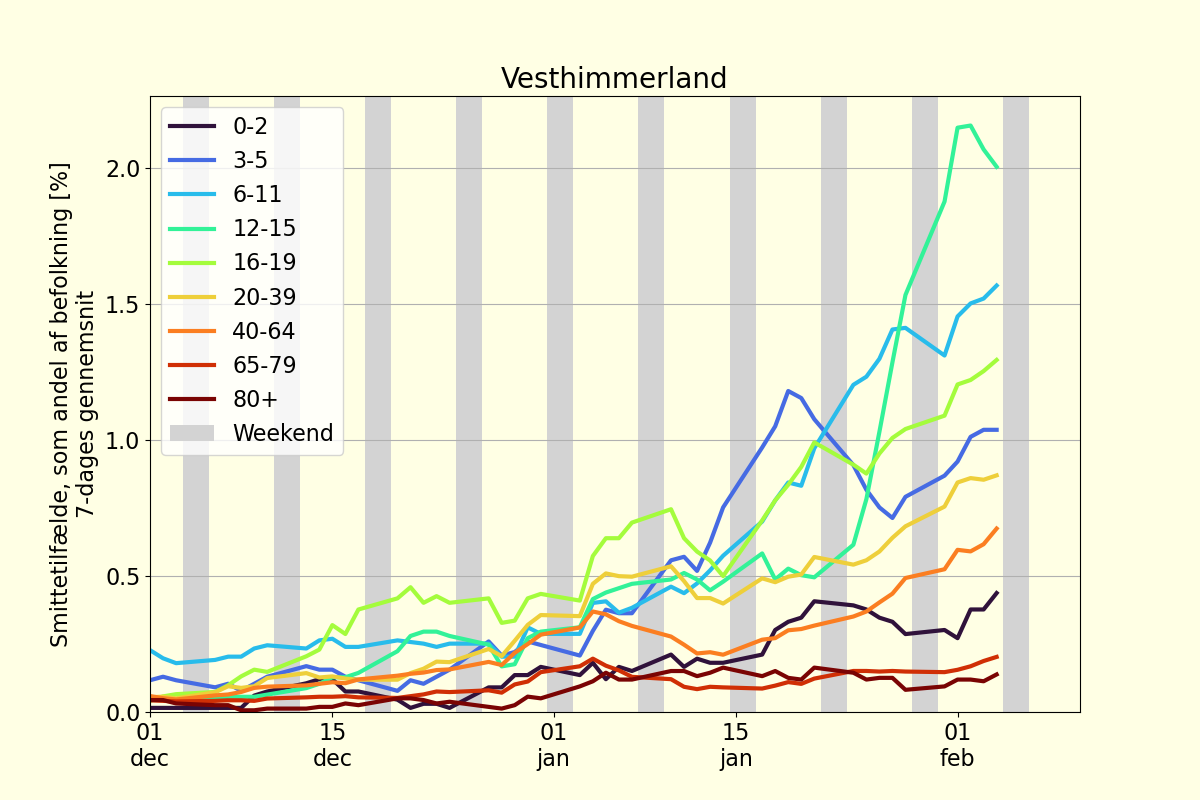 Vesthimmerland
Smittetilfælde, som andel af befolkning [%]
7-dages gennemsnit
2.0
1.5
1.0
0.5
0.0
0-2
3-5
6-11
12-15
16-19
20-39
40-64
65-79
80+
Weekend
01 15 01 15 01
dec dec jan jan feb